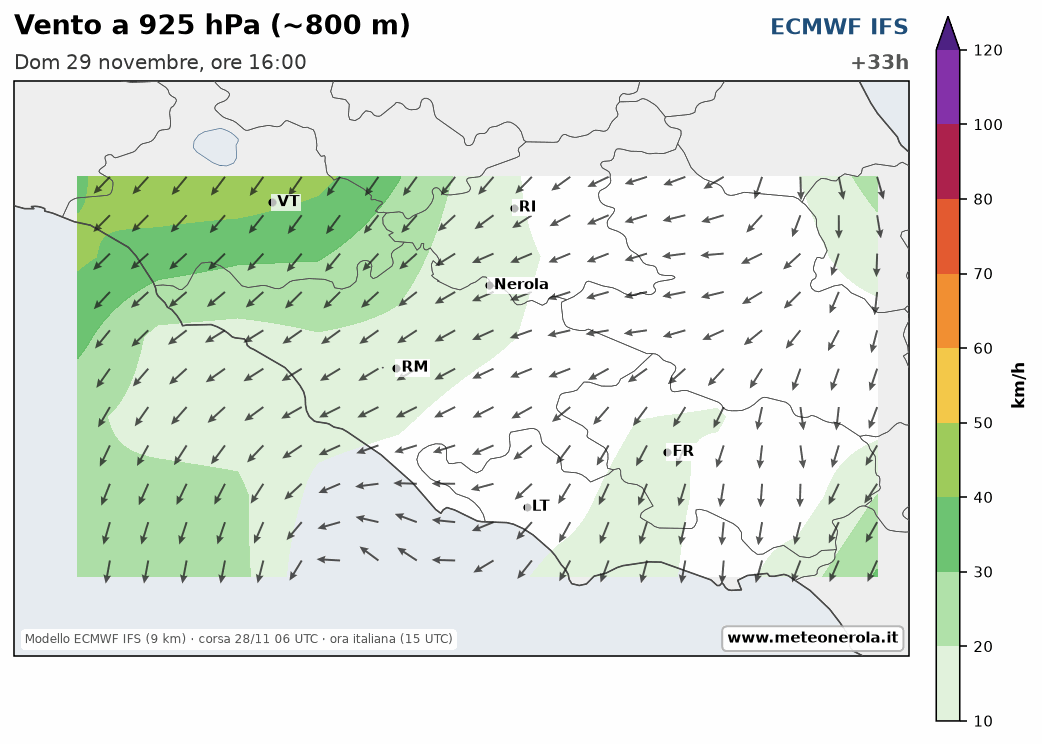 Vento a 925 hPa (~800 m)
ECMWF IFS
Dom 29 novembre, ore 16:00
+33h
VT
RI
Nerola
RM
FR
LT
120
100
80
70
60
50
40
30
20
10
km/h
Modello ECMWF IFS (9 km) · corsa 28/11 06 UTC · ora italiana (15 UTC)
www.meteonerola.it